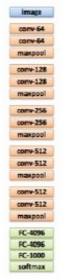 image
conv-64
conv-64
maxpool
conv-128
conv-128
maxpool
conv-256
conv-256
maxpool
conv-512
conv-512
maxpool
conv-512
conv-512
maxpool
FC-4096
FC-4096
FC-1000
softmax